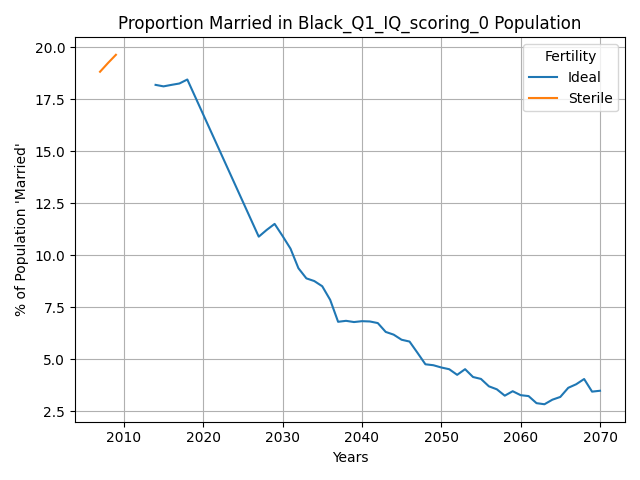 Proportion Married in Black_Q1_IQ_scoring_0 Population
% of Population 'Married'
20.0
17.5
15.0
12.5
10.0
7.5
5.0
2.5
Fertility
Ideal
Sterile
2010 2020 2030 2040 2050 2060 2070
Years